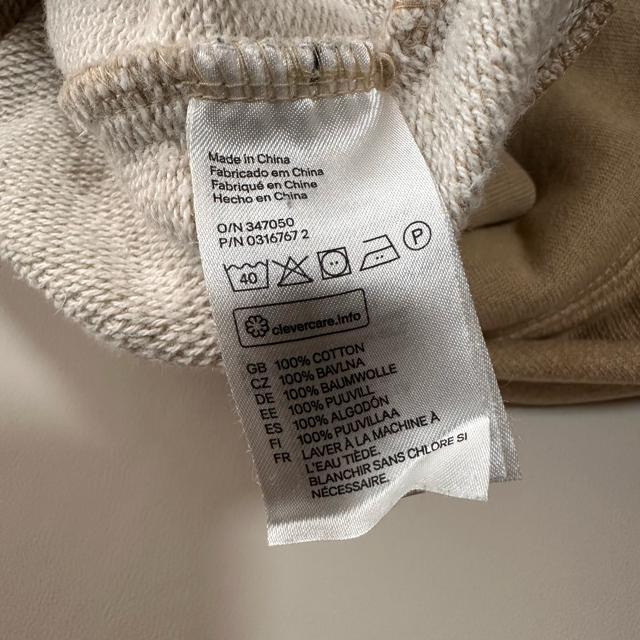 Made in China
Fabricado em China
Fabriqué en Chine
Hecho en China
O/N 347050
P/N 0316767 2
40
P
clevercare.info
GB 100% COTTON
CZ 100% BAVLNA
DE 100% BAUMWOLLE
EE 100% PUUVILL
ES 100% ALGODÓN
FI 100% PUUVILLAA
FR LAVER À LA MACHINE À
L'EAU TIÈDE.
BLANCHIR SANS CHLORE SI
NÉCESSAIRE.